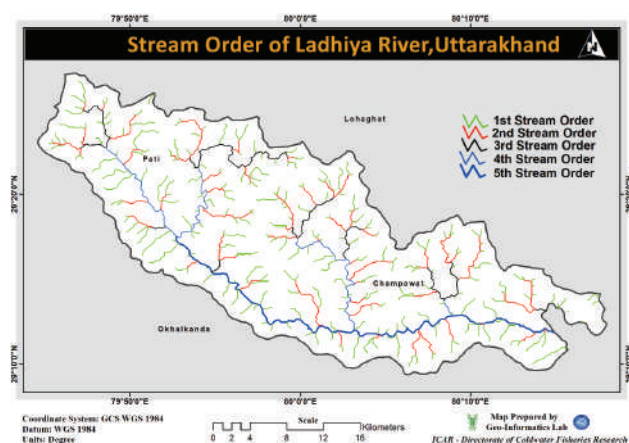 79°50'0"E 80°0'0"E 80°10'0"E
Stream Order of Ladhiya River,Uttarakhand
N
Lohaghat
1st Stream Order
2nd Stream Order
3rd Stream Order
4th Stream Order
5th Stream Order
Pati
29°20'0"N
Champawat
Okhalkanda
29°10'0"N 29°10'0"N
79°50'0"E 80°0'0"E 80°10'0"E
Coordinate System: GCS WGS 1984
Datum: WGS 1984
Units: Degree
Scale
Kilometers
0 2 4 8 12 16
Map Prepared by
Geo-Informatics Lab
ICAR - Directorate of Coldwater Fisheries Research